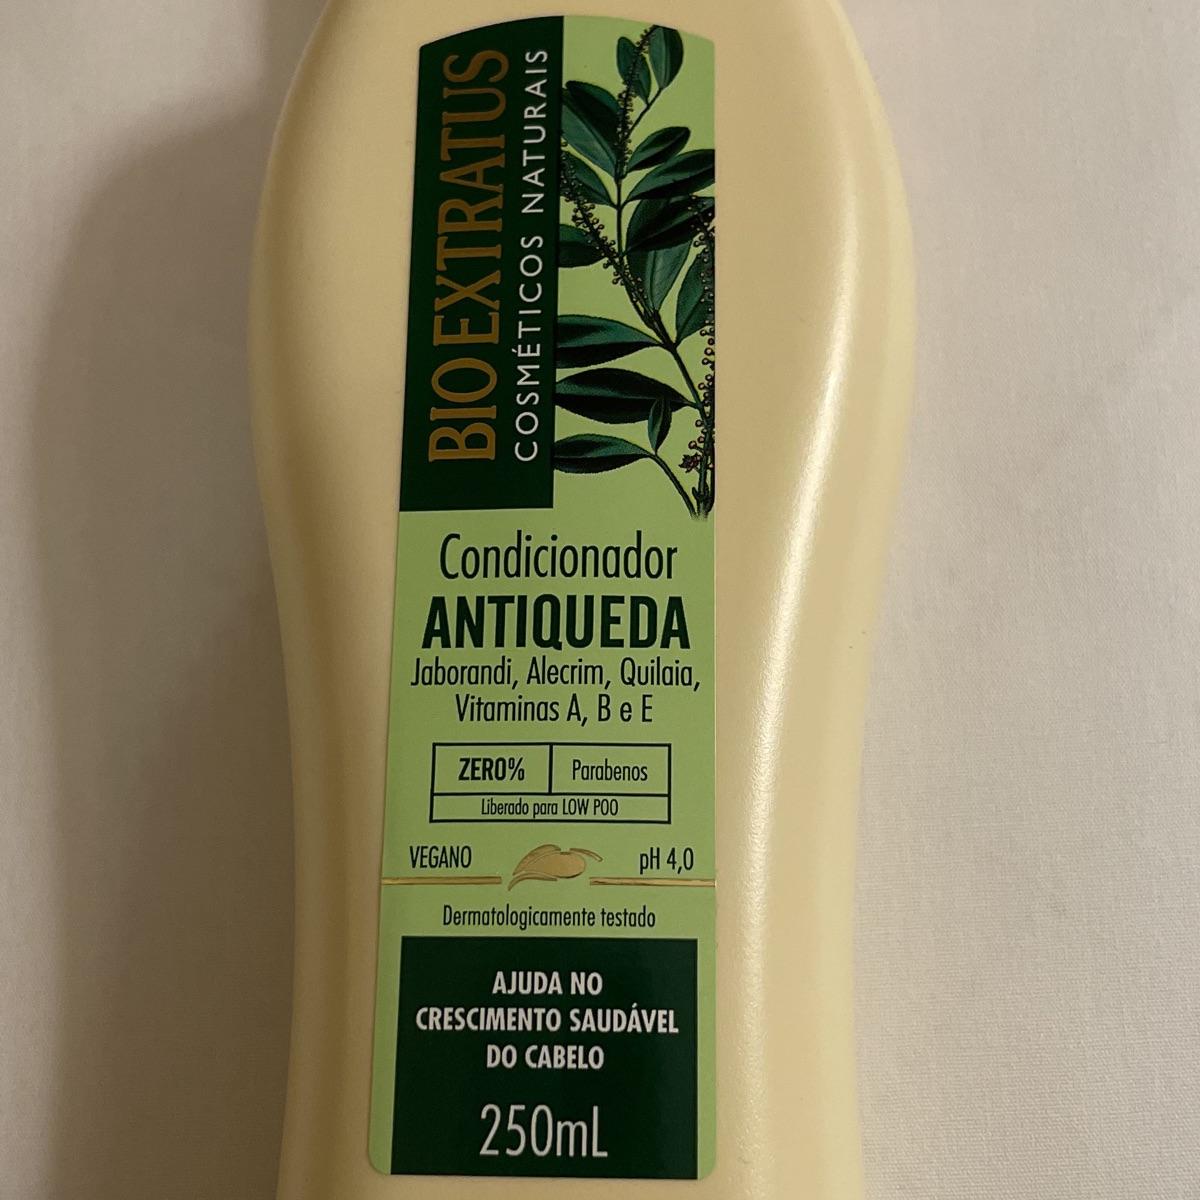 BIO EXTRATUS
COSMÉTICOS NATURAIS
Condicionador
ANTIQUEDA
Jaborandi, Alecrim, Quilaia,
Vitaminas A, B e E
ZERO% Parabenos
Liberado para LOW POO
VEGANO pH 4,0
Dermatologicamente testado
AJUDA NO
CRESCIMENTO SAUDÁVEL
DO CABELO
250mL